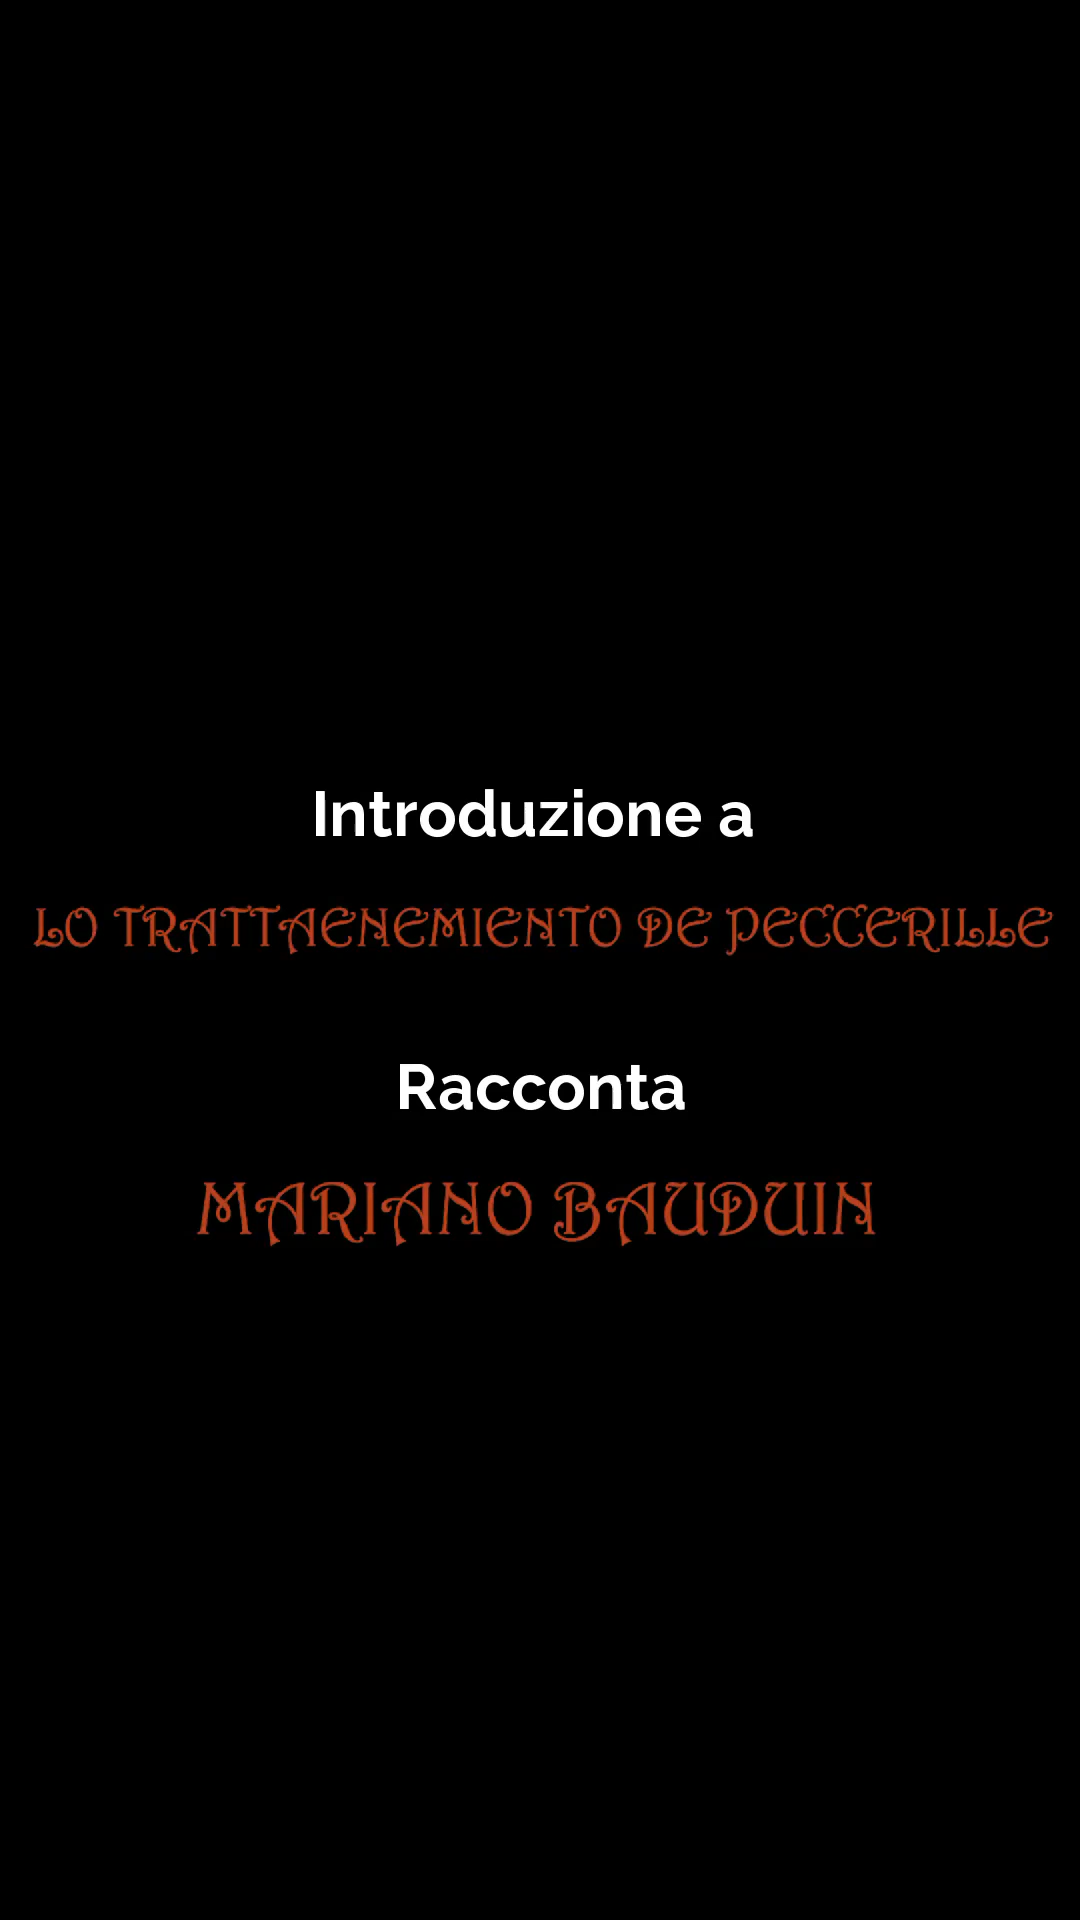 Introduzione a
LO TRATTAENEMIENTO DE PECCERILLE
Racconta
MARIANO BAUDUIN